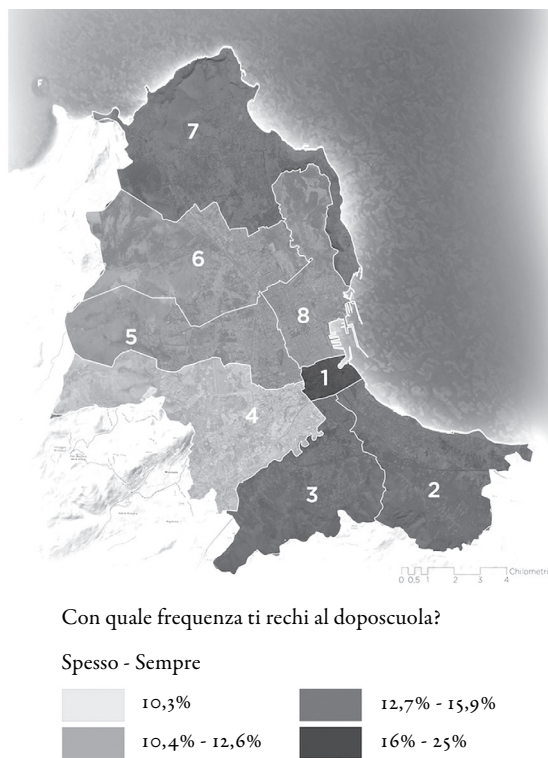 F
7
6
8
5
1
4
3
2
Chilometri
0 0,5 1 2 3 4
Con quale frequenza ti rechi al doposcuola?
Spesso - Sempre
10,3%
12,7% - 15,9%
10,4% - 12,6%
16% - 25%